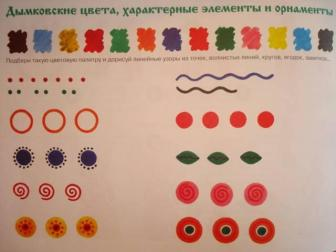 Дымковские цвета, характерные элементы и орнаменты
Подбери такую цветовую палитру и дорисуй линейные узоры из точек, волнистых линий, кругов, ягодок, завитков...